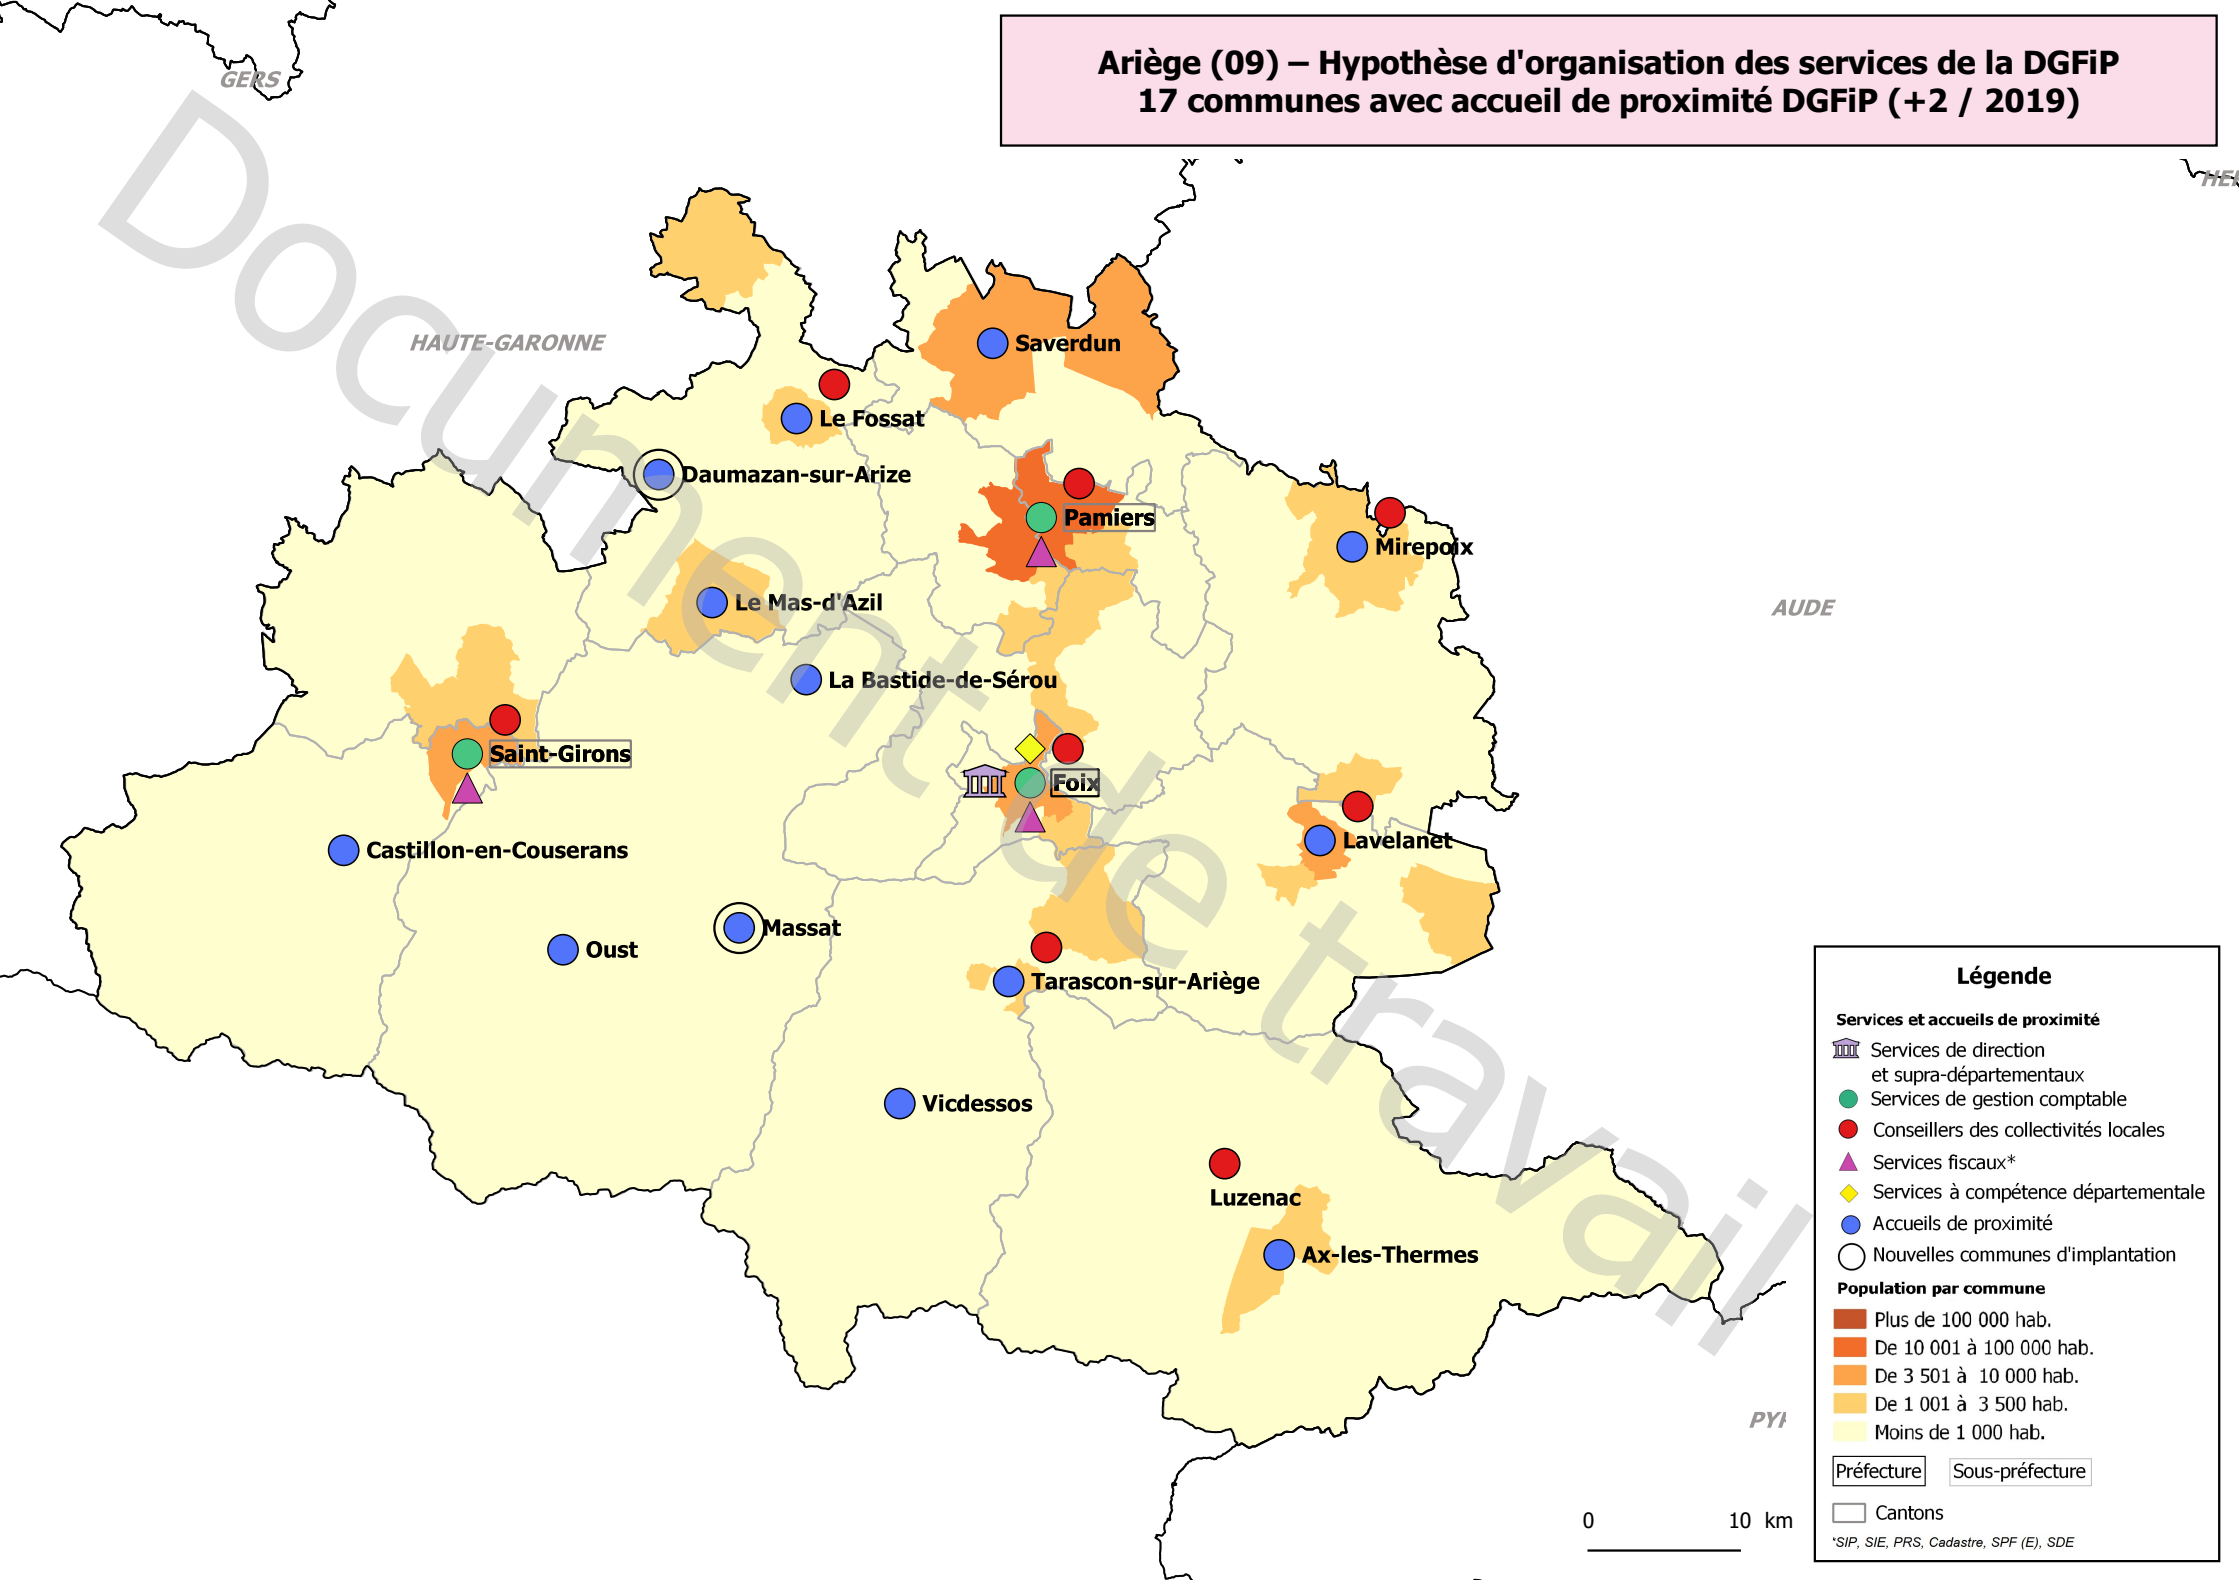 Ariège (09) – Hypothèse d'organisation des services de la DGFiP
17 communes avec accueil de proximité DGFiP (+2 / 2019)
GERS
HAUTE-GARONNE
AUDE
Document de travail
Saverdun
Le Fossat
Daumazan-sur-Arize
Pamiers
Mirepoix
Le Mas-d'Azil
La Bastide-de-Sérou
Saint-Girons
Foix
Castillon-en-Couserans
Lavelanet
Massat
Oust
Tarascon-sur-Ariège
Vicdessos
Luzenac
Ax-les-Thermes
0 10 km
Légende
Services et accueils de proximité
Services de direction
et supra-départementaux
Services de gestion comptable
Conseillers des collectivités locales
Services fiscaux*
Services à compétence départementale
Accueils de proximité
Nouvelles communes d'implantation
Population par commune
Plus de 100 000 hab.
De 10 001 à 100 000 hab.
De 3 501 à 10 000 hab.
De 1 001 à 3 500 hab.
Moins de 1 000 hab.
Préfecture Sous-préfecture
Cantons
*SIP, SIE, PRS, Cadastre, SPF (E), SDE